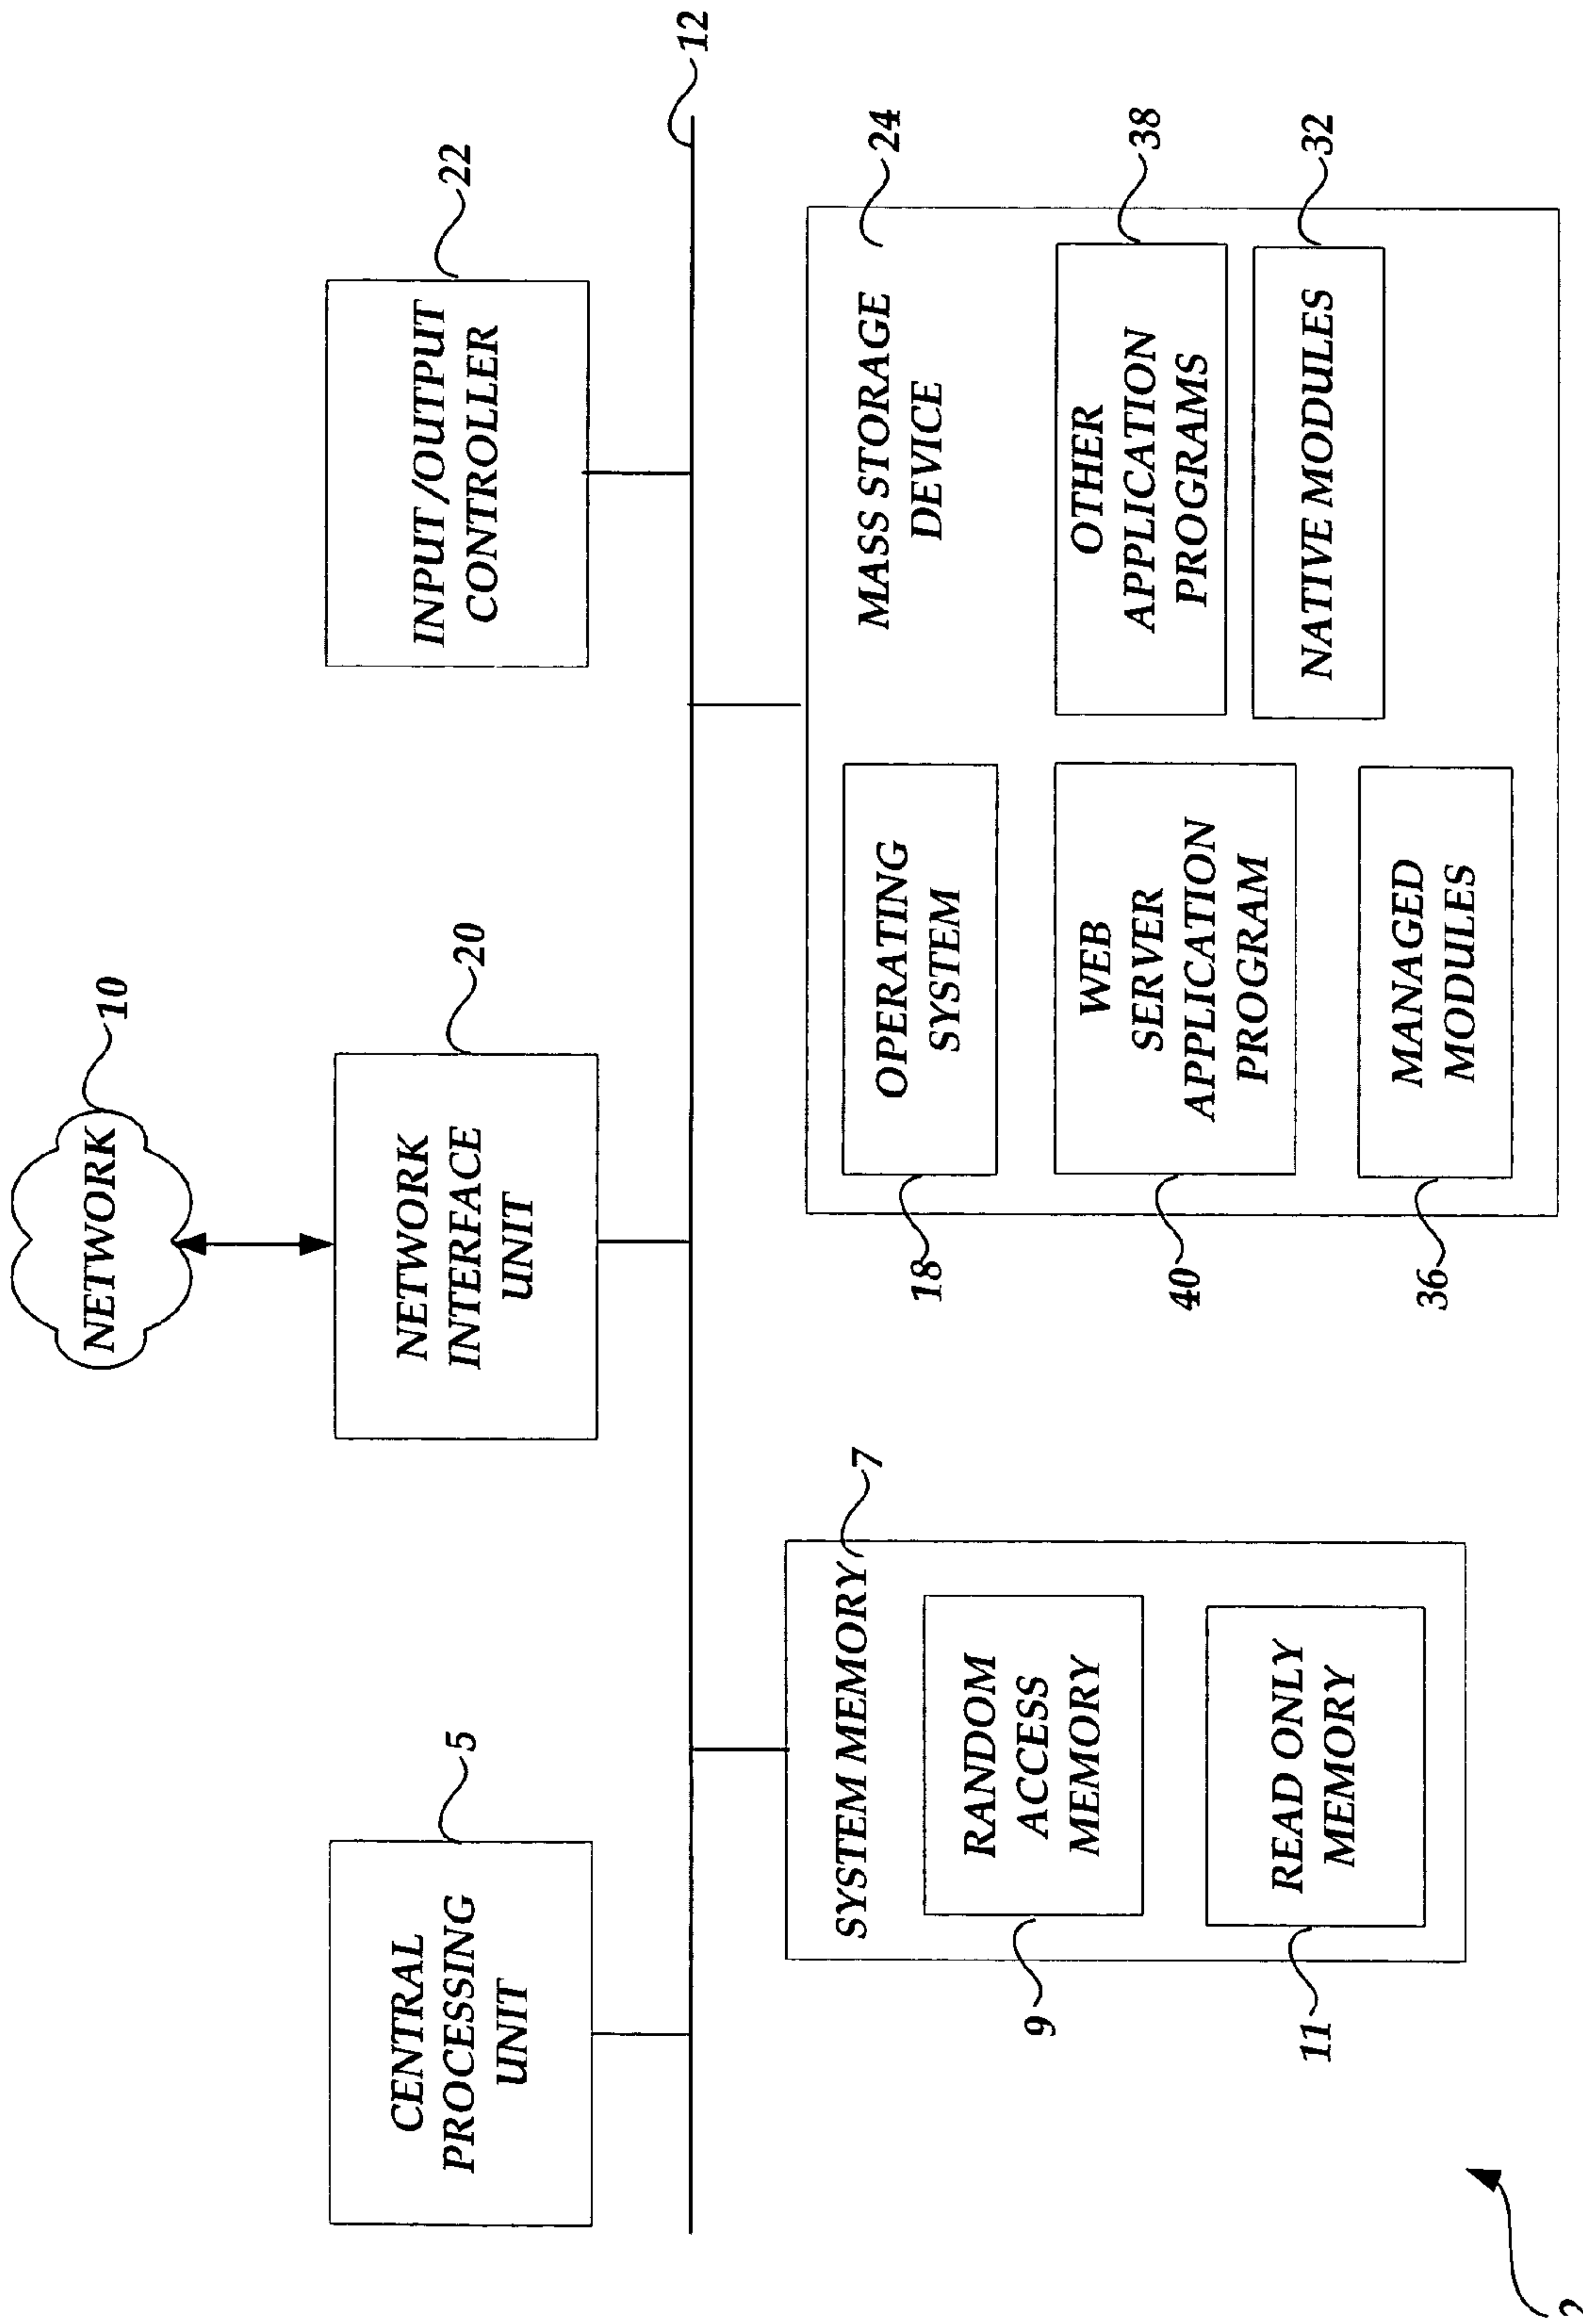 NETWORK
10
CENTRAL
PROCESSING
UNIT
5
NETWORK
INTERFACE
UNIT
20
INPUT/OUTPUT
CONTROLLER
22
12
SYSTEM MEMORY
7
RANDOM
ACCESS
MEMORY
9
READ ONLY
MEMORY
11
MASS STORAGE
DEVICE
24
OPERATING
SYSTEM
18
WEB
SERVER
APPLICATION
PROGRAM
40
MANAGED
MODULES
36
OTHER
APPLICATION
PROGRAMS
38
NATIVE MODULES
32
2